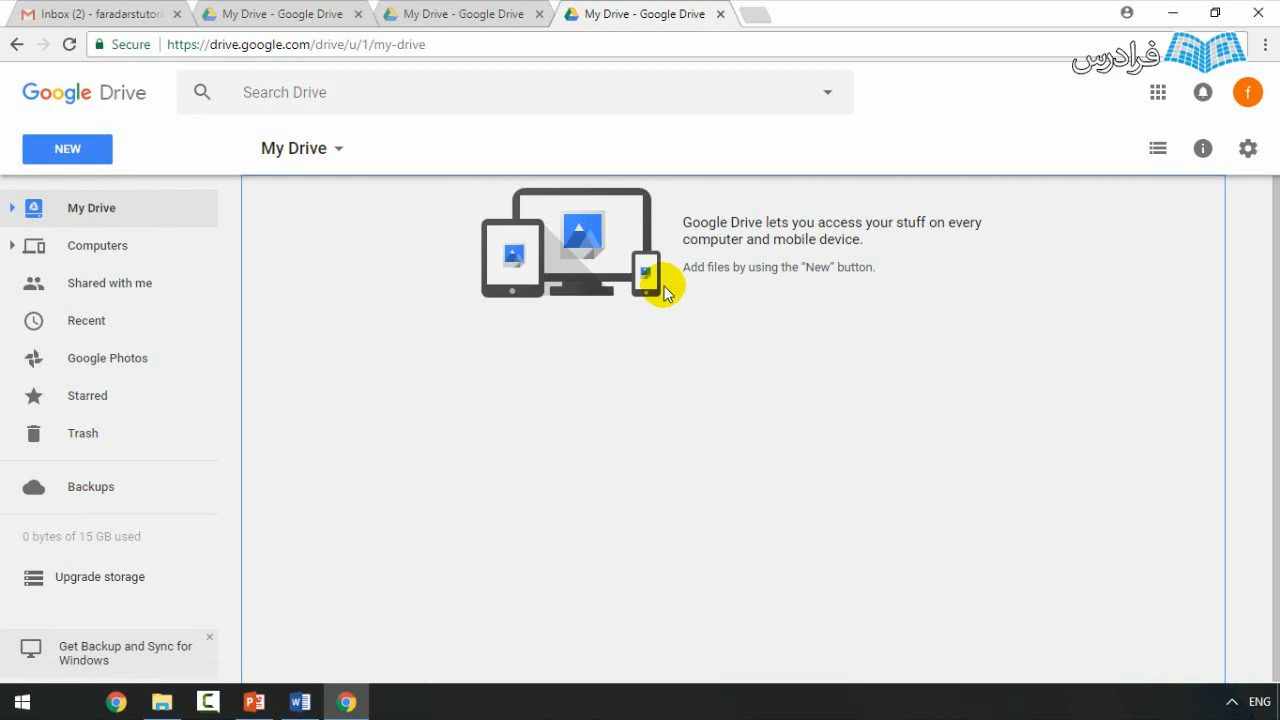 Inbox (2) - faradarstutor
My Drive - Google Drive
My Drive - Google Drive
My Drive - Google Drive
Secure
https://drive.google.com/drive/u/1/my-drive
فرادرس
Google Drive
Search Drive
f
NEW
My Drive
My Drive
Computers
Shared with me
Recent
Google Photos
Starred
Trash
Backups
0 bytes of 15 GB used
Upgrade storage
Get Backup and Sync for
Windows
Google Drive lets you access your stuff on every
computer and mobile device.
Add files by using the “New” button.
ENG